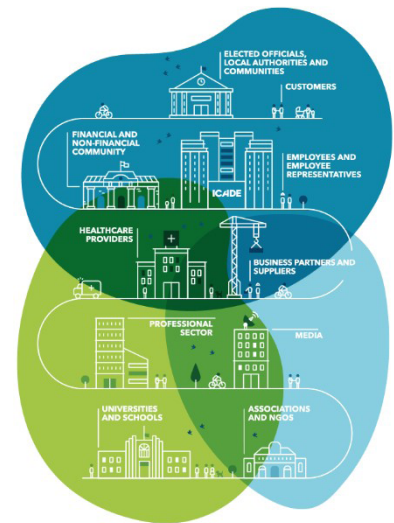 ELECTED OFFICIALS,
LOCAL AUTHORITIES AND
COMMUNITIES
CUSTOMERS
FINANCIAL AND
NON-FINANCIAL
COMMUNITY
EMPLOYEES AND
EMPLOYEE
REPRESENTATIVES
ICADE
HEALTHCARE
PROVIDERS
BUSINESS PARTNERS AND
SUPPLIERS
PROFESSIONAL
SECTOR
MEDIA
UNIVERSITIES
AND SCHOOLS
ASSOCIATIONS
AND NGOS